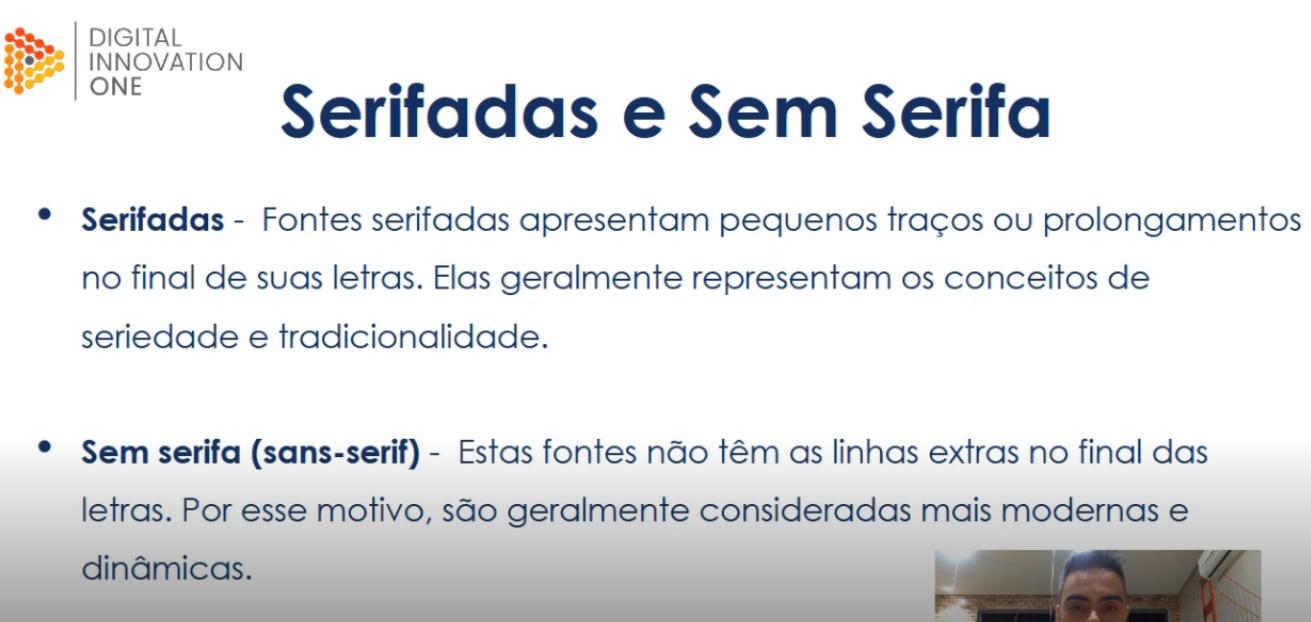 DIGITAL
INNOVATION
ONE
Serifadas e Sem Serifa
• Serifadas - Fontes serifadas apresentam pequenos traços ou prolongamentos
no final de suas letras. Elas geralmente representam os conceitos de
seriedade e tradicionalidade.
• Sem serifa (sans-serif) - Estas fontes não têm as linhas extras no final das
letras. Por esse motivo, são geralmente consideradas mais modernas e
dinâmicas.